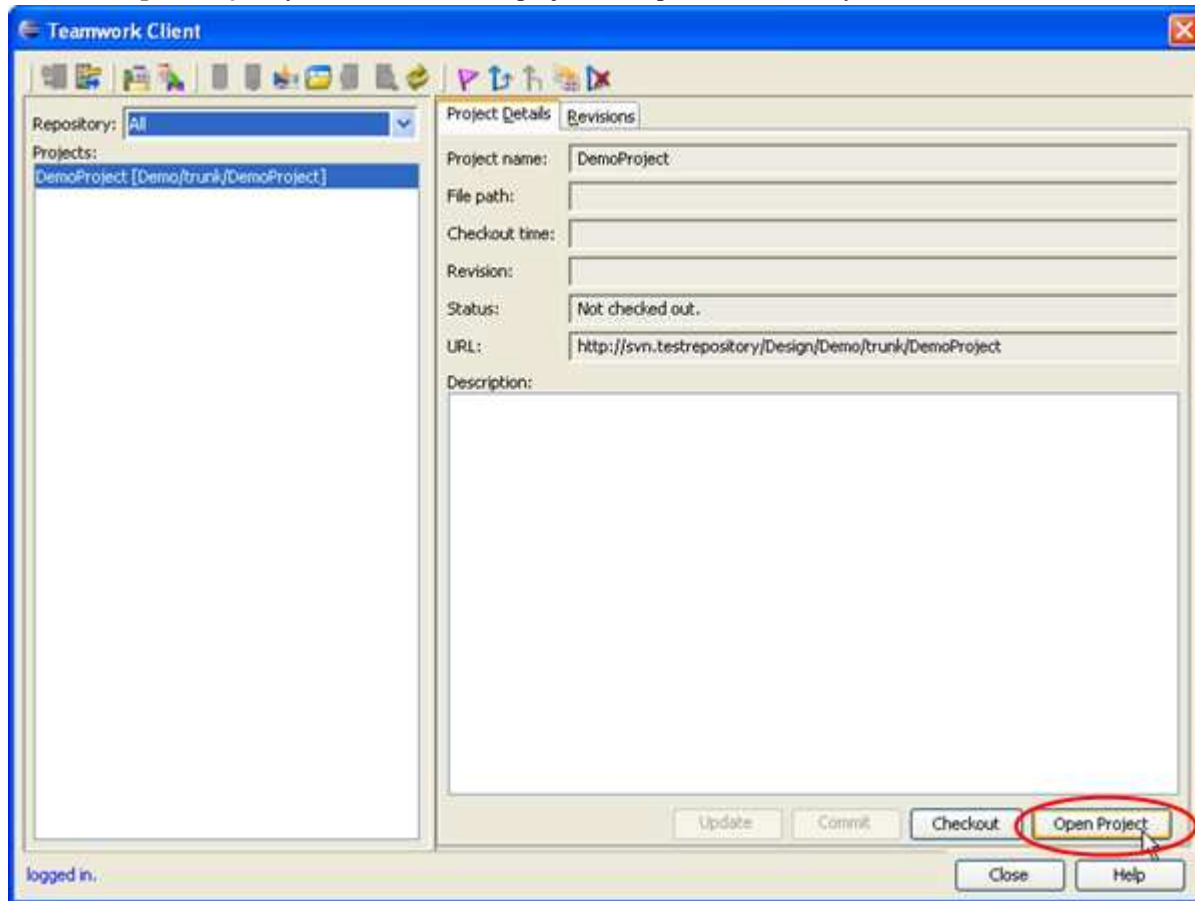 Teamwork Client
Repository: All
Projects:
DemoProject [Demo/trunk/DemoProject]
Project Details
Revisions
Project name: DemoProject
File path:
Checkout time:
Revision:
Status: Not checked out.
URL: http://svn.testrepository/Design/Demo/trunk/DemoProject
Description:
Update Commit Checkout Open Project
logged in. Close Help